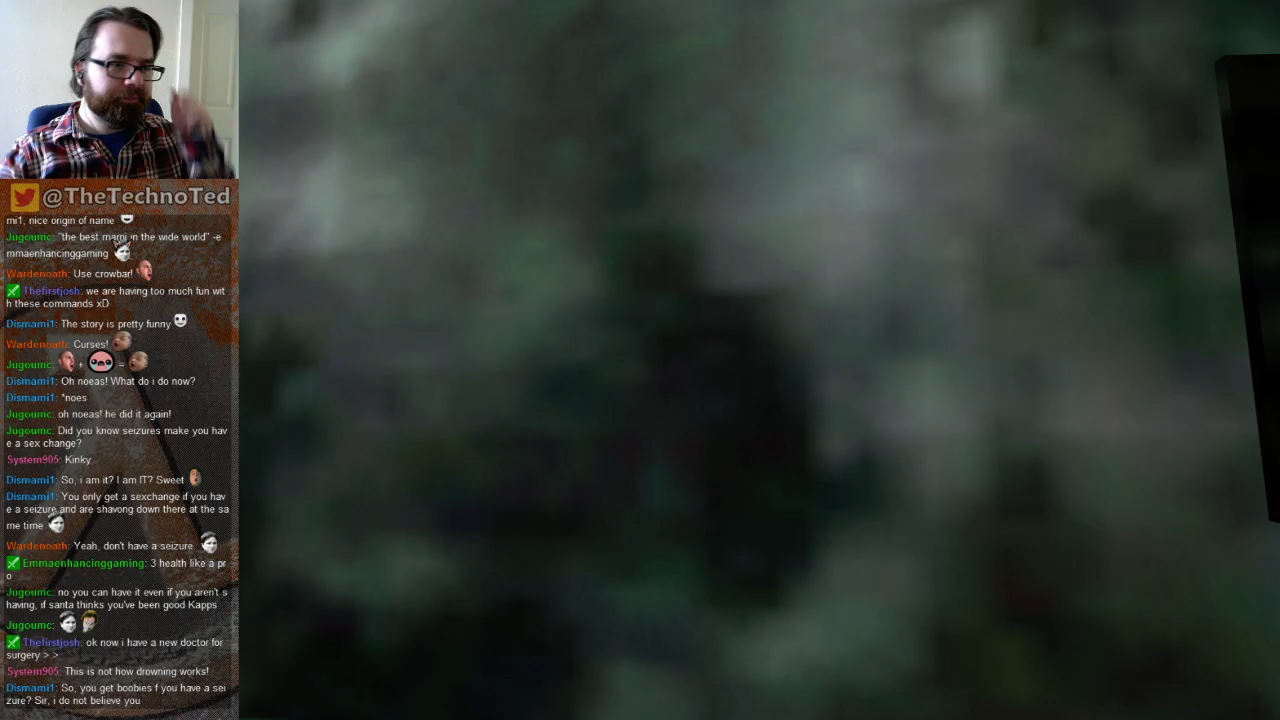 @TheTechnoTed
mi1, nice origin of name
Jugoumc: "the best mami in the wide world" -e
mmaenhancinggaming
Wardenoath: Use crowbar!
Thefirstjosh: we are having too much fun wit
h these commands xD
Dismami1: The story is pretty funny
Wardenoath: Curses!
Jugoumc: + =
Dismami1: Oh noeas! What do i do now?
Dismami1: *noes
Jugoumc: oh noeas! he did it again!
Jugoumc: Did you know seizures make you hav
e a sex change?
System905: Kinky
Dismami1: So, i am it? I am IT? Sweet
Dismami1: You only get a sexchange if you hav
e a seizure and are shavong down there at the sa
me time
Wardenoath: Yeah, don't have a seizure.
Emmaenhancinggaming: 3 health like a pr
o
Jugoumc: no you can have it even if you aren't s
having, if santa thinks you've been good Kapps
Jugoumc:
Thefirstjosh: ok now i have a new doctor for
surgery > >
System905: This is not how drowning works!
Dismami1: So, you get boobies f you have a sei
zure? Sir, i do not believe you